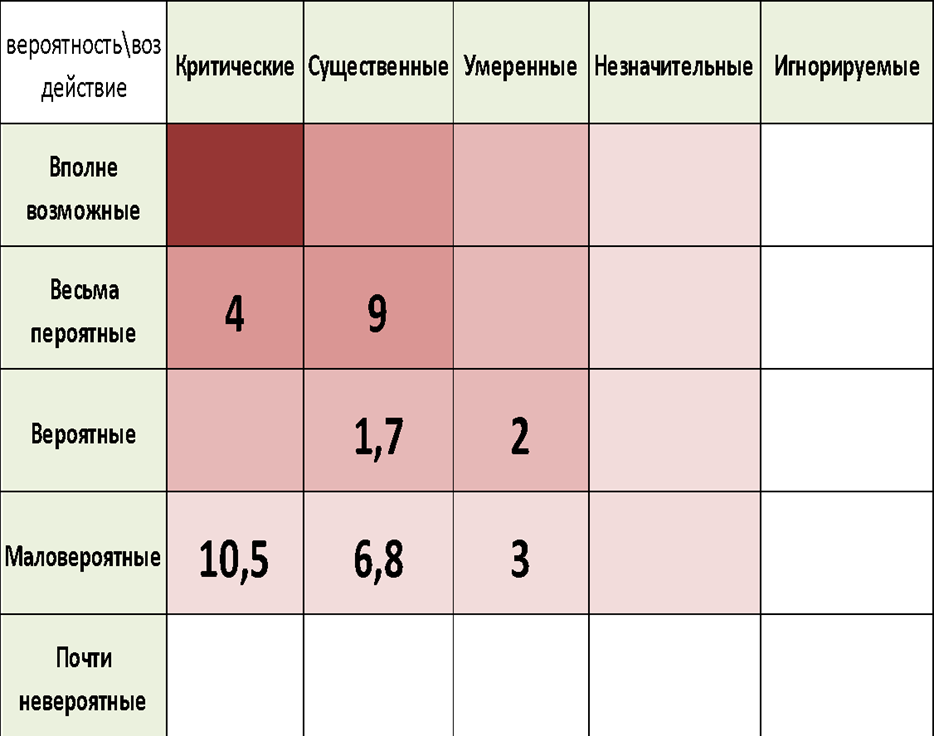 вероятность\воз
действие
Критические
Существенные
Умеренные
Незначительные
Игнорируемые
Вполне
возможные
Весьма
пероятные
4
9
Вероятные
1,7
2
Маловероятные
10,5
6,8
3
Почти
невероятные